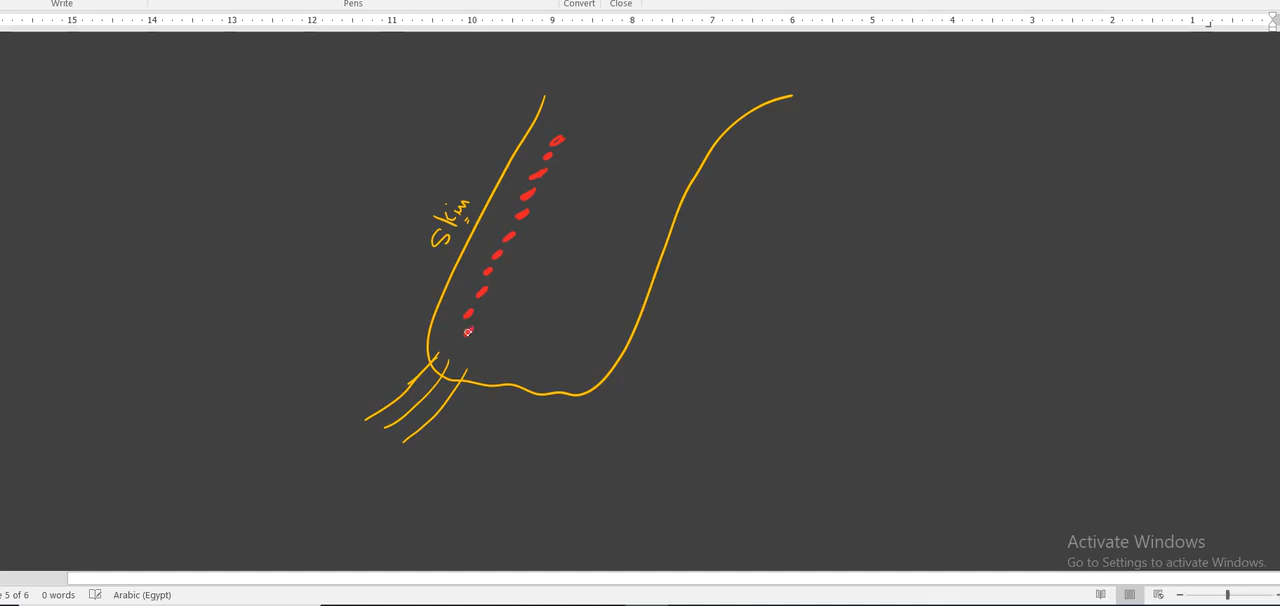 Write Pens Convert Close
15 14 13 12 11 10 9 8 7 6 5 4 3 2 1
Skin
Activate Windows
Go to Settings to activate Windows.
5 of 6 0 words Arabic (Egypt)